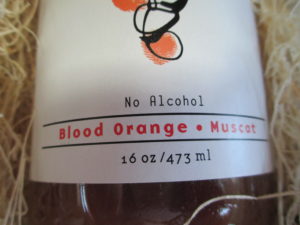 No Alcohol
Blood Orange • Muscat
16 oz/473 ml